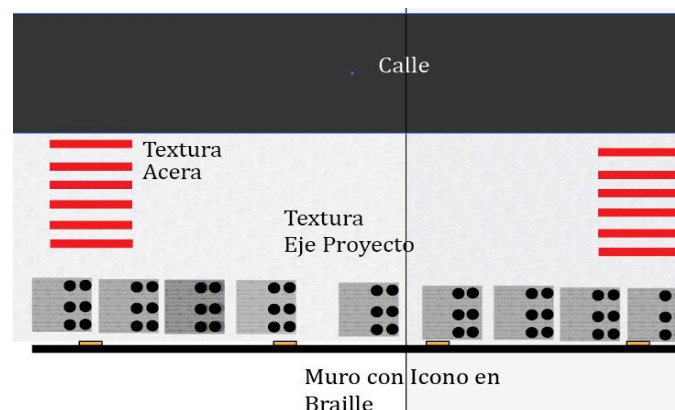 Calle
Textura
Acera
Textura
Eje Proyecto
Muro con Icono en
Braille